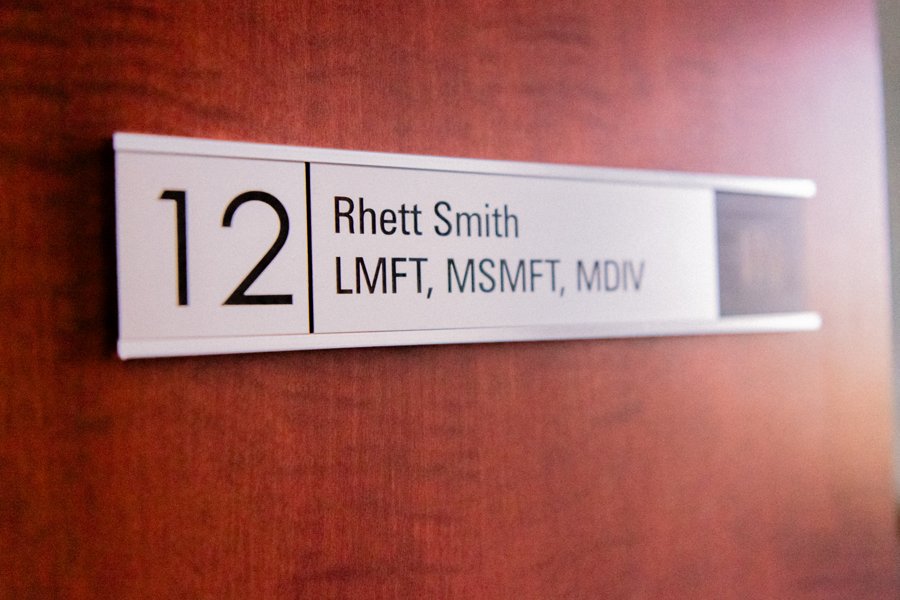 12
Rhett Smith
LMFT, MSMFT, MDIV